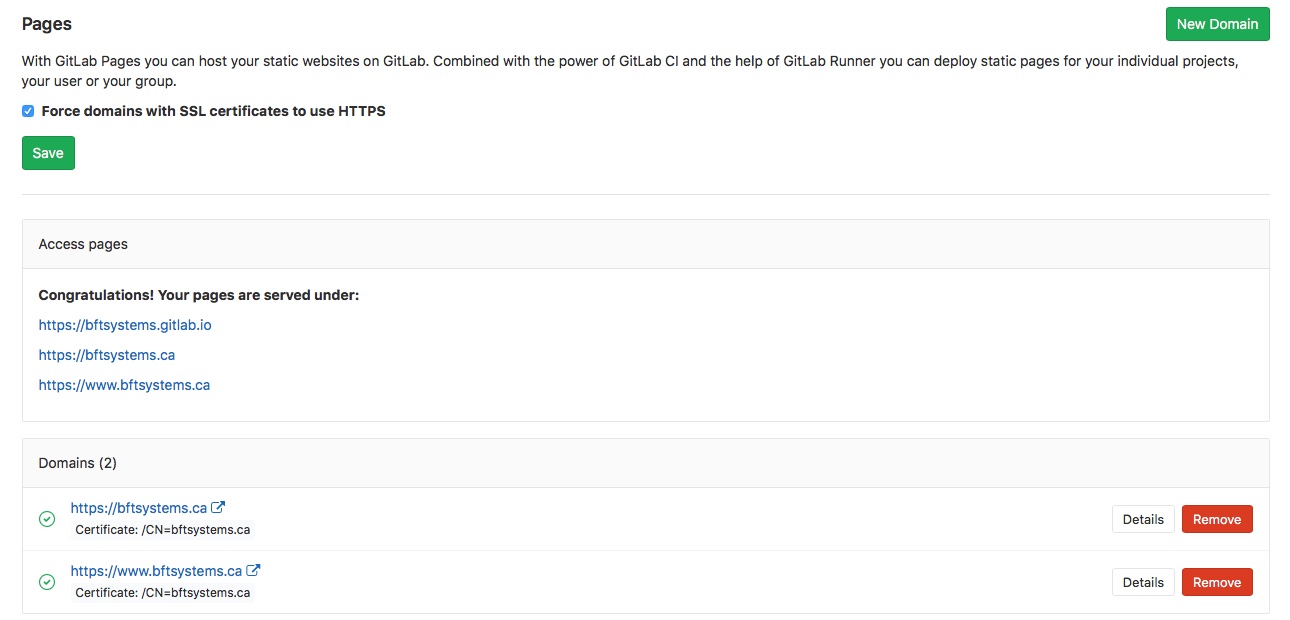 Pages
New Domain
With GitLab Pages you can host your static websites on GitLab. Combined with the power of GitLab CI and the help of GitLab Runner you can deploy static pages for your individual projects,
your user or your group.
Force domains with SSL certificates to use HTTPS
Save
Access pages
Congratulations! Your pages are served under:
https://bftsystems.gitlab.io
https://bftsystems.ca
https://www.bftsystems.ca
Domains (2)
https://bftsystems.ca
Certificate: /CN=bftsystems.ca
Details
Remove
https://www.bftsystems.ca
Certificate: /CN=bftsystems.ca
Details
Remove